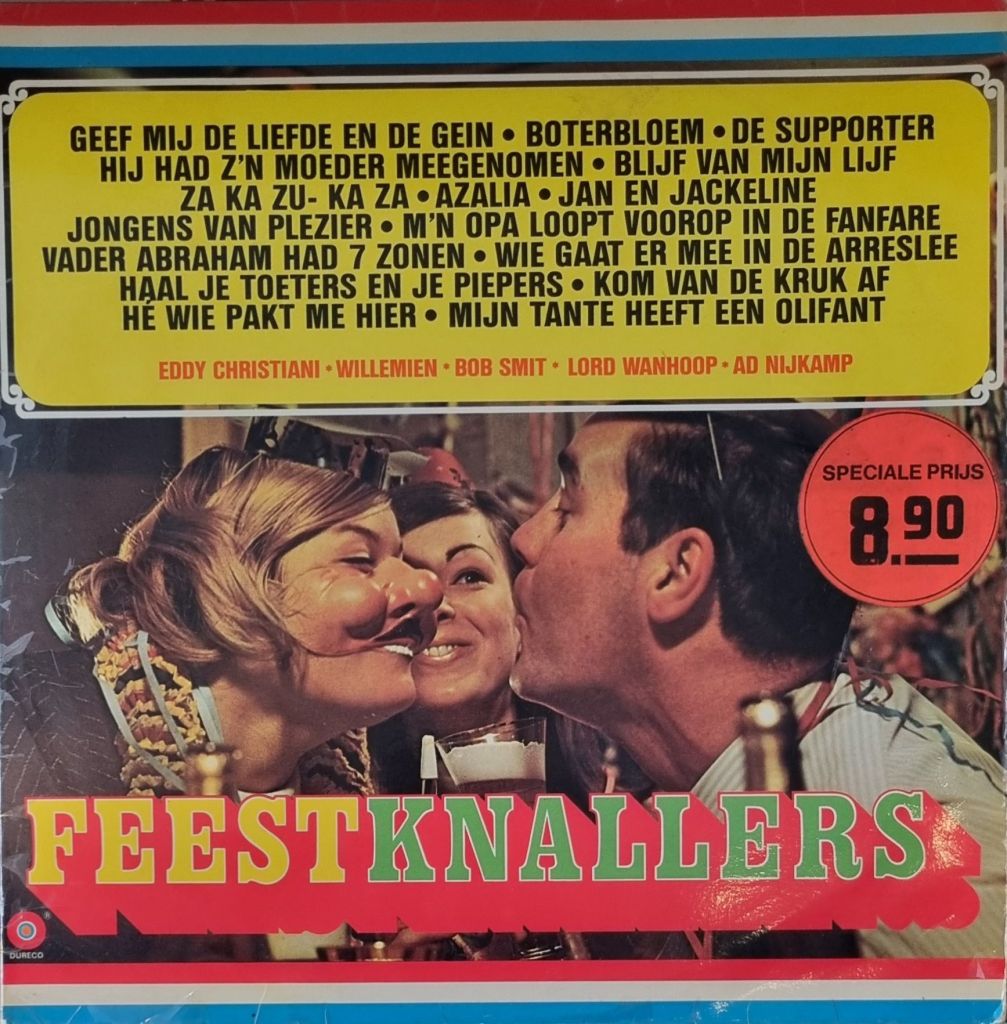 GEEF MIJ DE LIEFDE EN DE GEIN • BOTERBLOEM • DE SUPPORTER
HIJ HAD Z'N MOEDER MEEGENOMEN • BLIJF VAN MIJN LIJF
ZA KA ZU- KA ZA • AZALIA • JAN EN JACKELINE
JONGENS VAN PLEZIER • M'N OPA LOOPT VOOROP IN DE FANFARE
VADER ABRAHAM HAD 7 ZONEN • WIE GAAT ER MEE IN DE ARRESLEE
HAAL JE TOETERS EN JE PIEPERS • KOM VAN DE KRUK AF
HÉ WIE PAKT ME HIER • MIJN TANTE HEEFT EEN OLIFANT
EDDY CHRISTIANI * WILLEMIEN * BOB SMIT * LORD WANHOOP * AD NIJKAMP
SPECIALE PRIJS
8.90
FEESTKNALLERS
®
DURECO